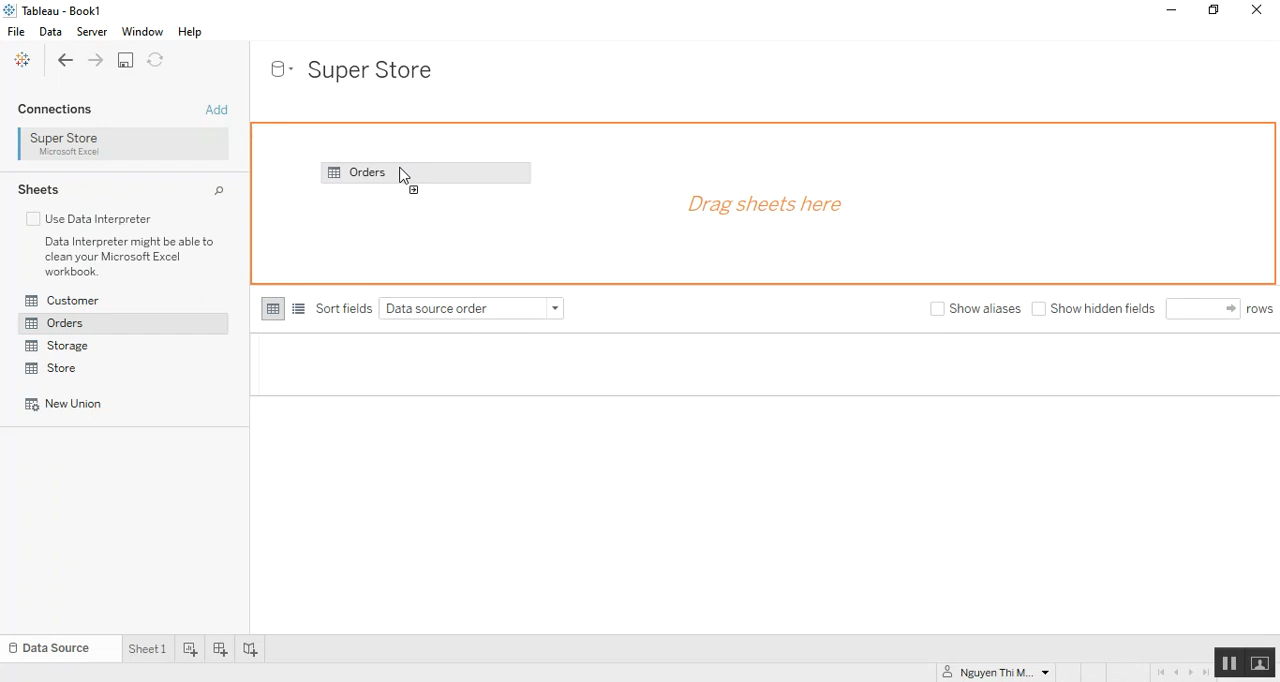 Tableau - Book1
File Data Server Window Help
Connections Add
Super Store
Microsoft Excel
Sheets
Use Data Interpreter
Data Interpreter might be able to
clean your Microsoft Excel
workbook.
Customer
Orders
Storage
Store
New Union
Super Store
Orders
Drag sheets here
Sort fields Data source order Show aliases Show hidden fields rows
Data Source Sheet 1
Nguyen Thi M...